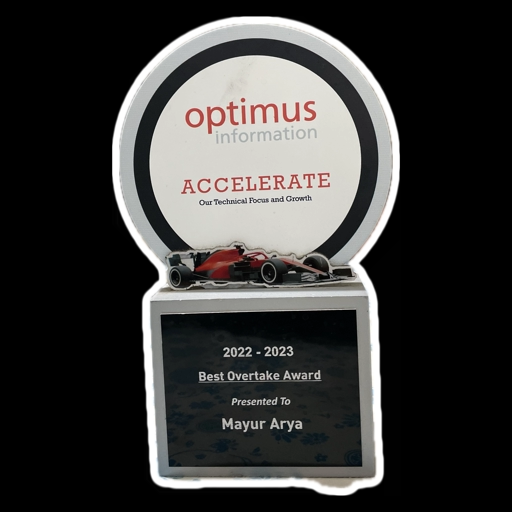 optimus
information
ACCELERATE
Our Technical Focus and Growth
2022 - 2023
Best Overtake Award
Presented To
Mayur Arya